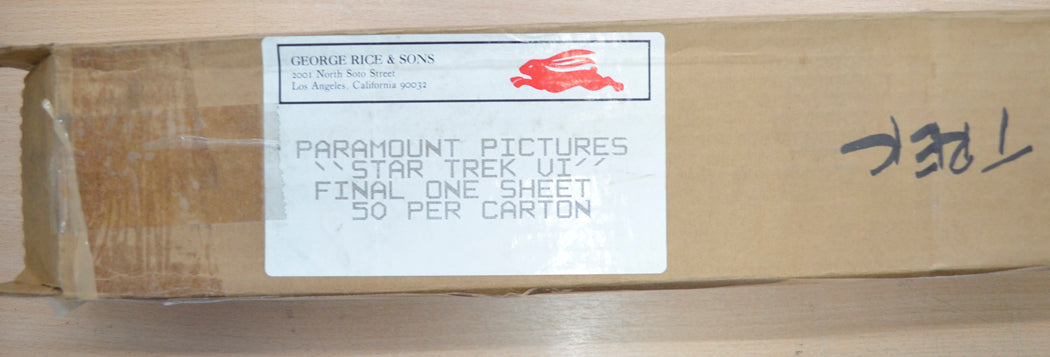 GEORGE RICE & SONS
2001 North Soto Street
Los Angeles, California 90032
PARAMOUNT PICTURES
``STAR TREK VI´´
FINAL ONE SHEET
50 PER CARTON
TREK